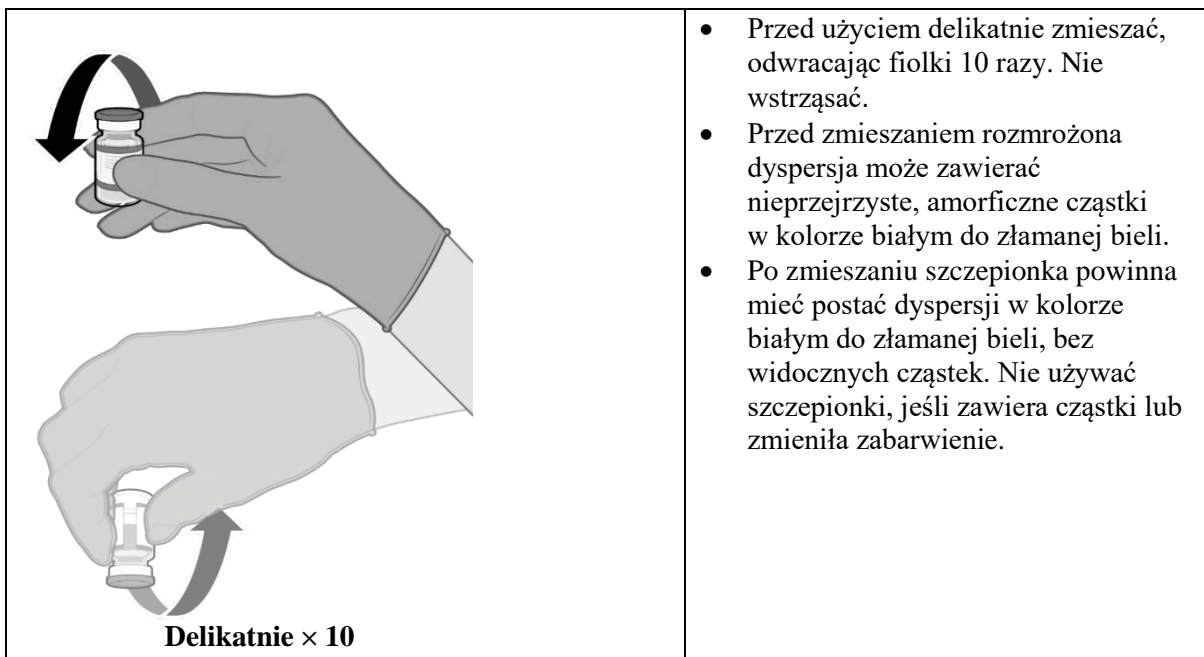 • Przed użyciem delikatnie zmieszać,
odwracając fiolki 10 razy. Nie
wstrząsać.
• Przed zmieszaniem rozmrożona
dyspersja może zawierać
nieprzejrzyste, amorficzne cząstki
w kolorze białym do złamanej bieli.
• Po zmieszaniu szczepionka powinna
mieć postać dyspersji w kolorze
białym do złamanej bieli, bez
widocznych cząstek. Nie używać
szczepionki, jeśli zawiera cząstki lub
zmieniła zabarwienie.
Delikatnie × 10